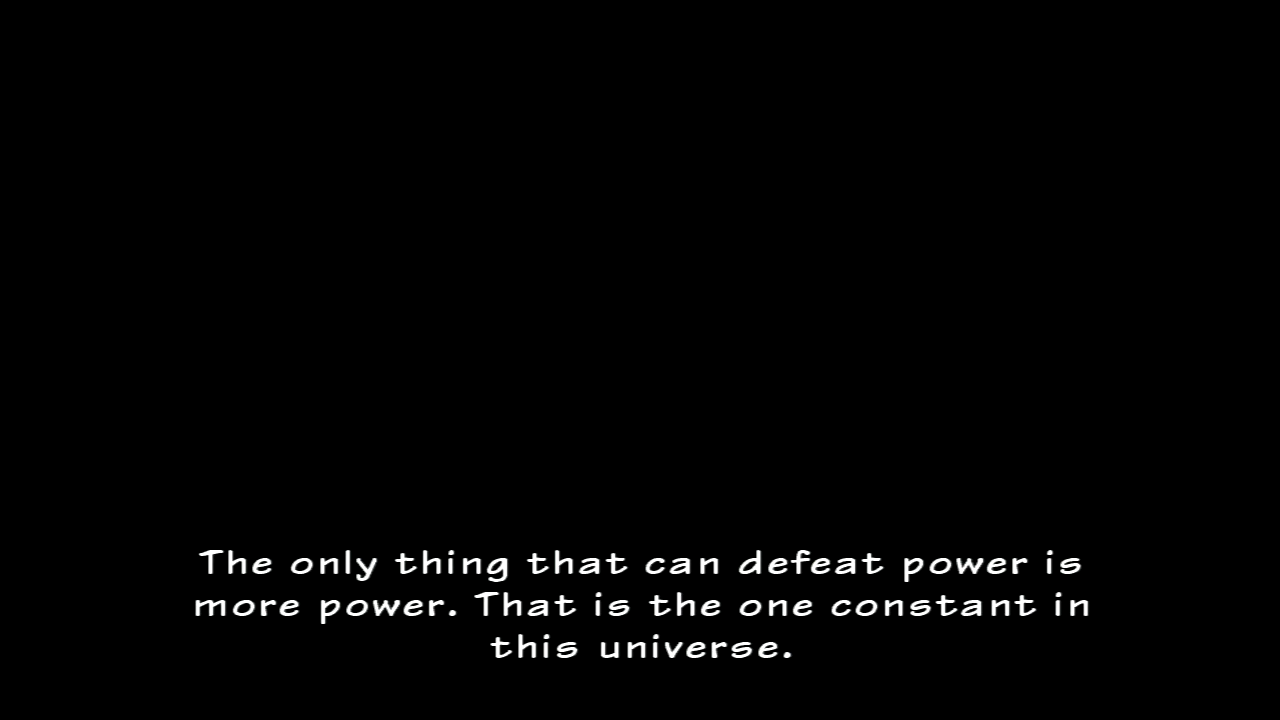 The only thing that can defeat power is
more power. That is the one constant in
this universe.